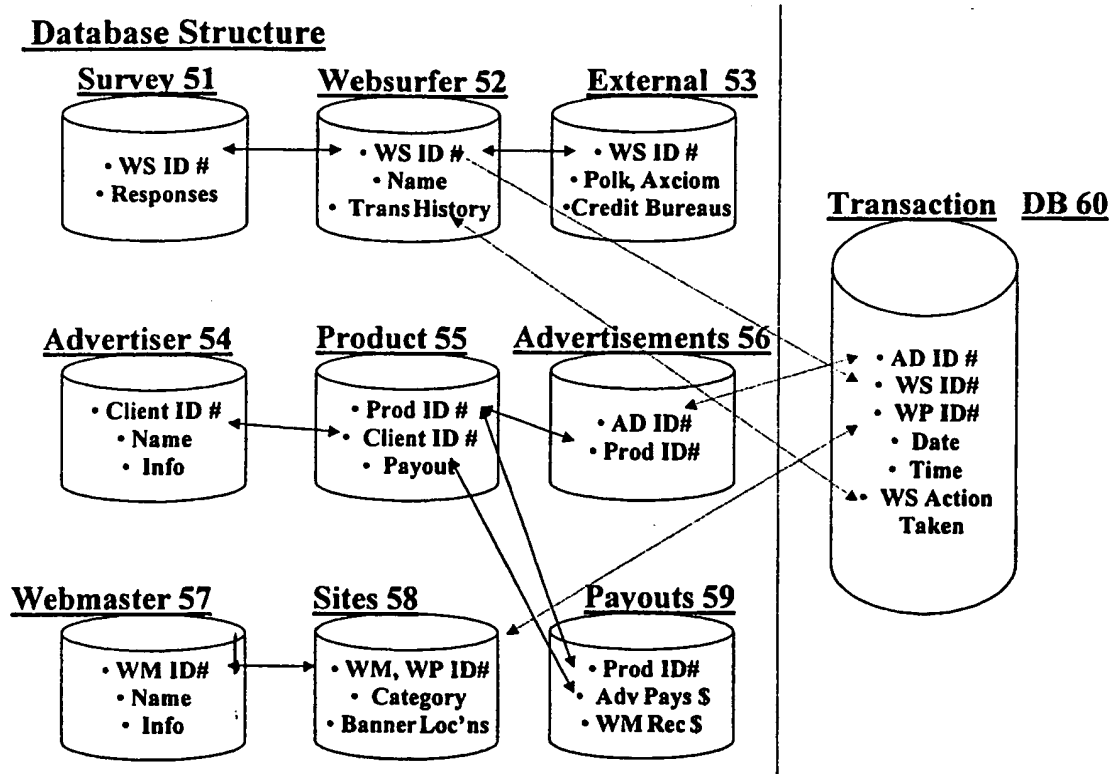 Database Structure
Survey 51
• WS ID #
• Responses
Websurfer 52
• WS ID #
• Name
• Trans History
External 53
• WS ID #
• Polk, Axciom
•Credit Bureaus
Advertiser 54
• Client ID #
• Name
• Info
Product 55
• Prod ID #
• Client ID #
• Payout
Advertisements 56
• AD ID#
• Prod ID#
Webmaster 57
• WM ID#
• Name
• Info
Sites 58
• WM, WP ID#
• Category
• Banner Loc'ns
Payouts 59
• Prod ID#
• Adv Pays $
• WM Rec $
Transaction DB 60
• AD ID #
• WS ID#
• WP ID#
• Date
• Time
• WS Action
Taken